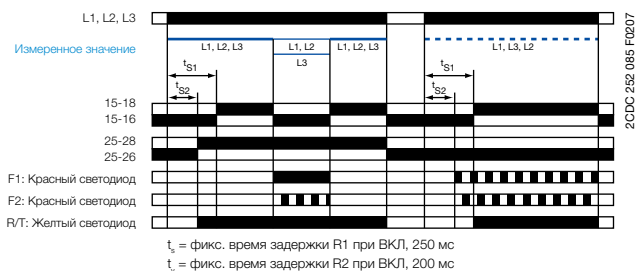 L1, L2, L3
Измеренное значение
L1, L2, L3
L1, L2
L1, L2, L3
L1, L3, L2
L3
tS1
tS1
tS2
tS2
15-18
15-16
25-28
25-26
F1: Красный светодиод
F2: Красный светодиод
R/T: Желтый светодиод
ts = фикс. время задержки R1 при ВКЛ, 250 мс
tv = фикс. время задержки R2 при ВКЛ, 200 мс
2CDC 252 085 F0207